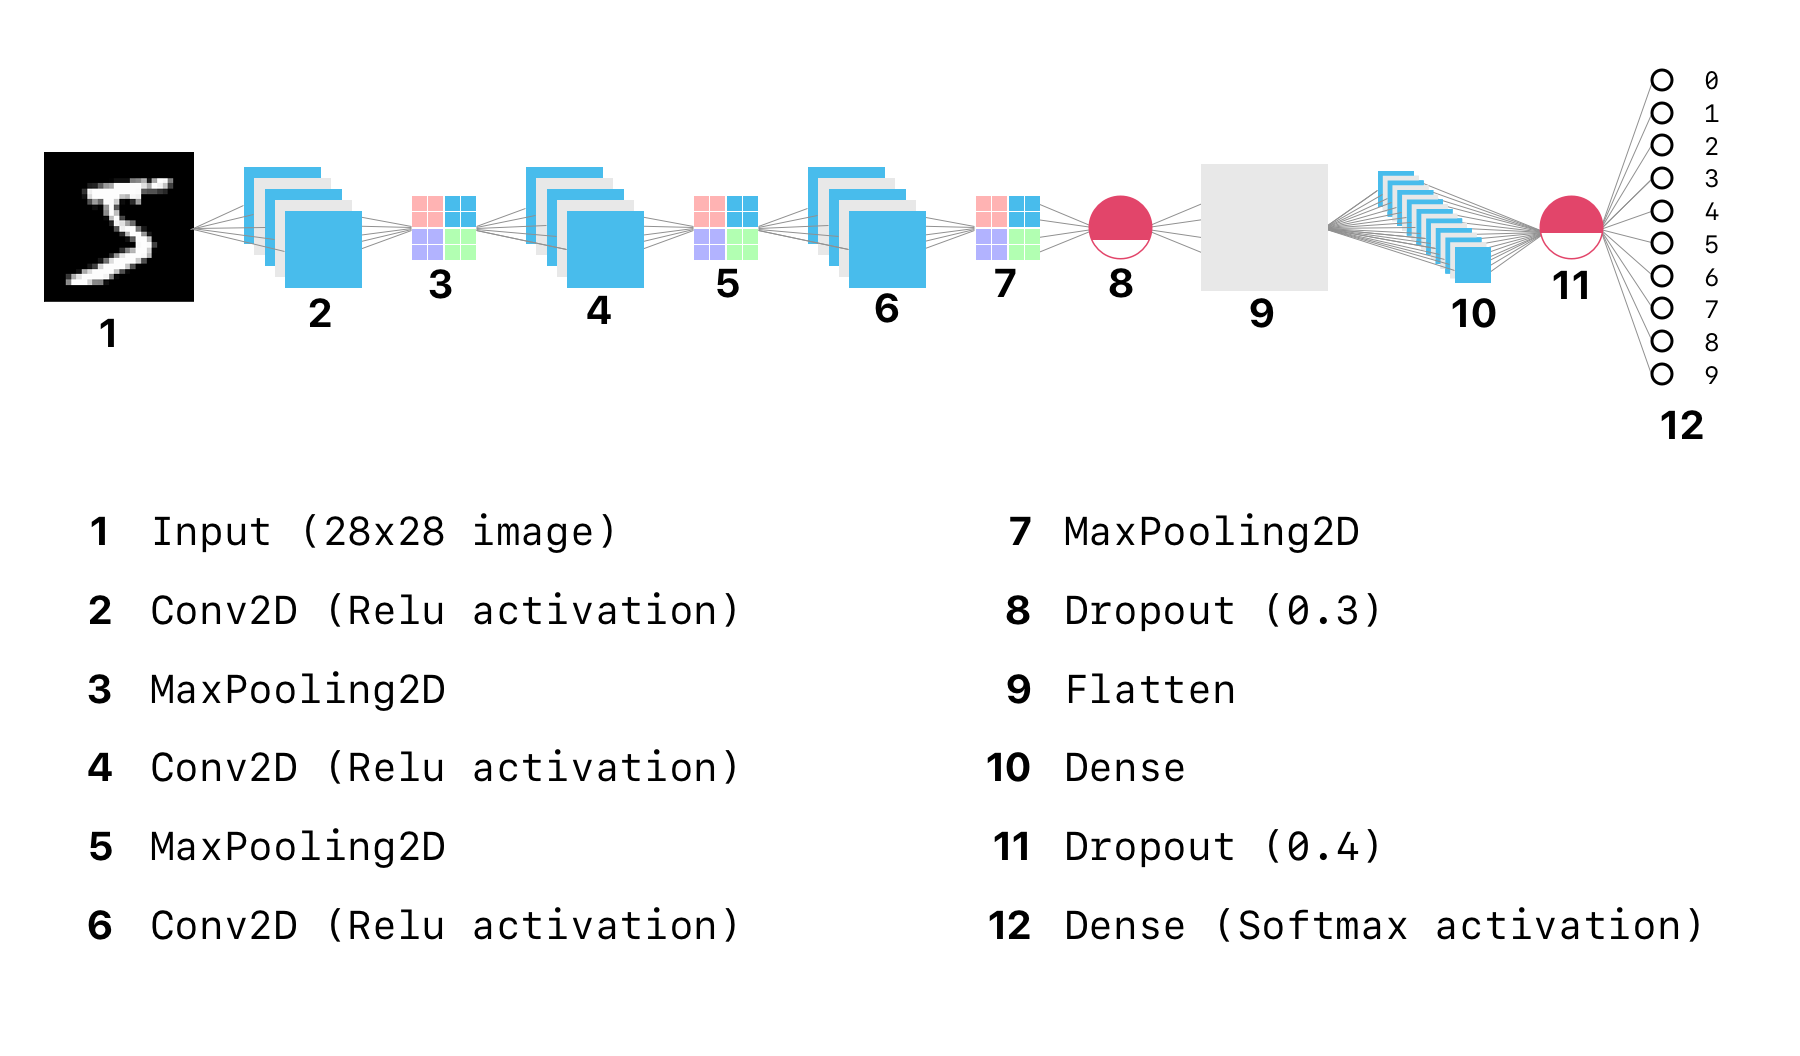 0
1
2
3
4
5
6
7
8
9
1
2
3
4
5
6
7
8
9
10
11
12
1 Input (28x28 image)
2 Conv2D (Relu activation)
3 MaxPooling2D
4 Conv2D (Relu activation)
5 MaxPooling2D
6 Conv2D (Relu activation)
7 MaxPooling2D
8 Dropout (0.3)
9 Flatten
10 Dense
11 Dropout (0.4)
12 Dense (Softmax activation)